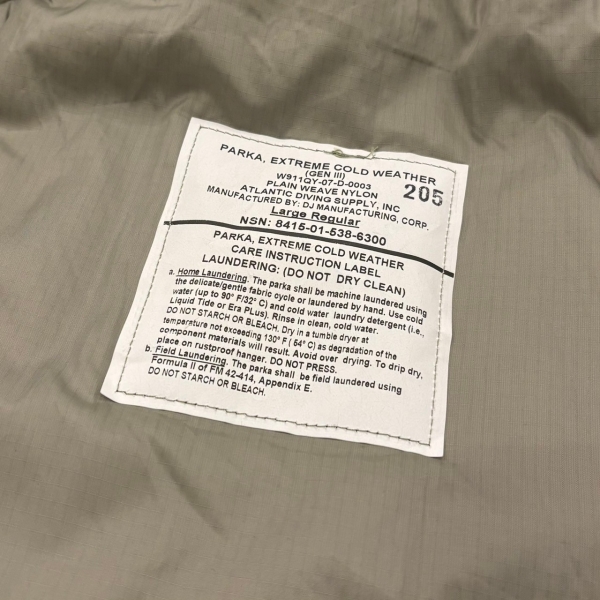 PARKA, EXTREME COLD WEATHER
(GEN III)
W911QY-07-D-0003
205
PLAIN WEAVE NYLON
ATLANTIC DIVING SUPPLY, INC
MANUFACTURED BY: DJ MANUFACTURING, CORP.
Large Regular
NSN: 8415-01-538-6300
PARKA, EXTREME COLD WEATHER
CARE INSTRUCTION LABEL
LAUNDERING: (DO NOT DRY CLEAN)
a. Home Laundering. The parka shall be machine laundered using
the delicate/gentle fabric cycle or laundered by hand. Use cold
water (up to 90° F/32° C) and cold water laundry detergent (i.e.,
Liquid Tide or Era PLus). Rinse in clean, cold water.
DO NOT STARCH OR BLEACH. Dry in a tumble dryer at
temperature not exceeding 130° F ( 54° C) as degradation of the
component materials will result. Avoid over drying. To drip dry,
place on rustproof hanger. DO NOT PRESS.
b. Field Laundering. The parka shall be field laundered using
Formula II of FM 42-414, Appendix E.
DO NOT STARCH OR BLEACH.